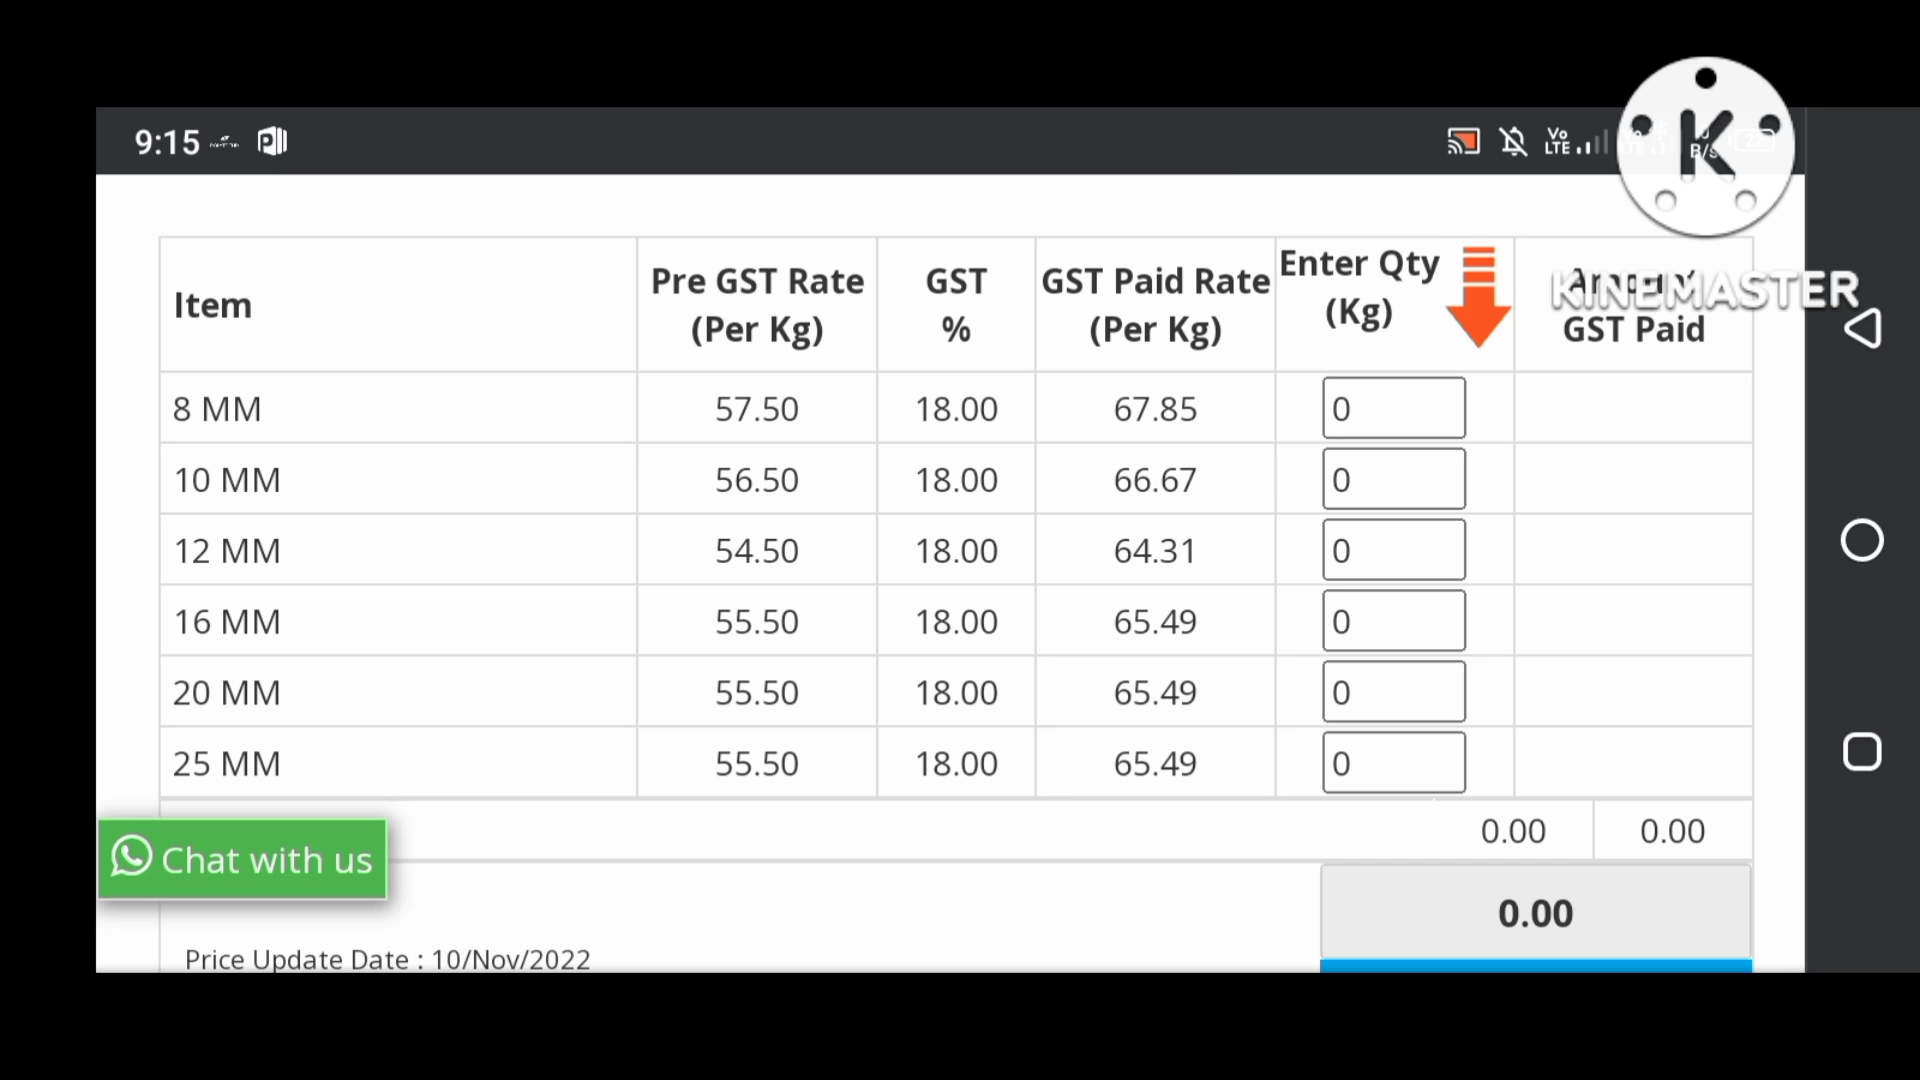 9:15
Vo
LTE
B/s
K
KINEMASTER
Item
Pre GST Rate
(Per Kg)
GST
%
GST Paid Rate
(Per Kg)
Enter Qty
(Kg)
GST Paid
8 MM 57.50 18.00 67.85 0
10 MM 56.50 18.00 66.67 0
12 MM 54.50 18.00 64.31 0
16 MM 55.50 18.00 65.49 0
20 MM 55.50 18.00 65.49 0
25 MM 55.50 18.00 65.49 0
0.00 0.00
Chat with us
0.00
Price Update Date : 10/Nov/2022